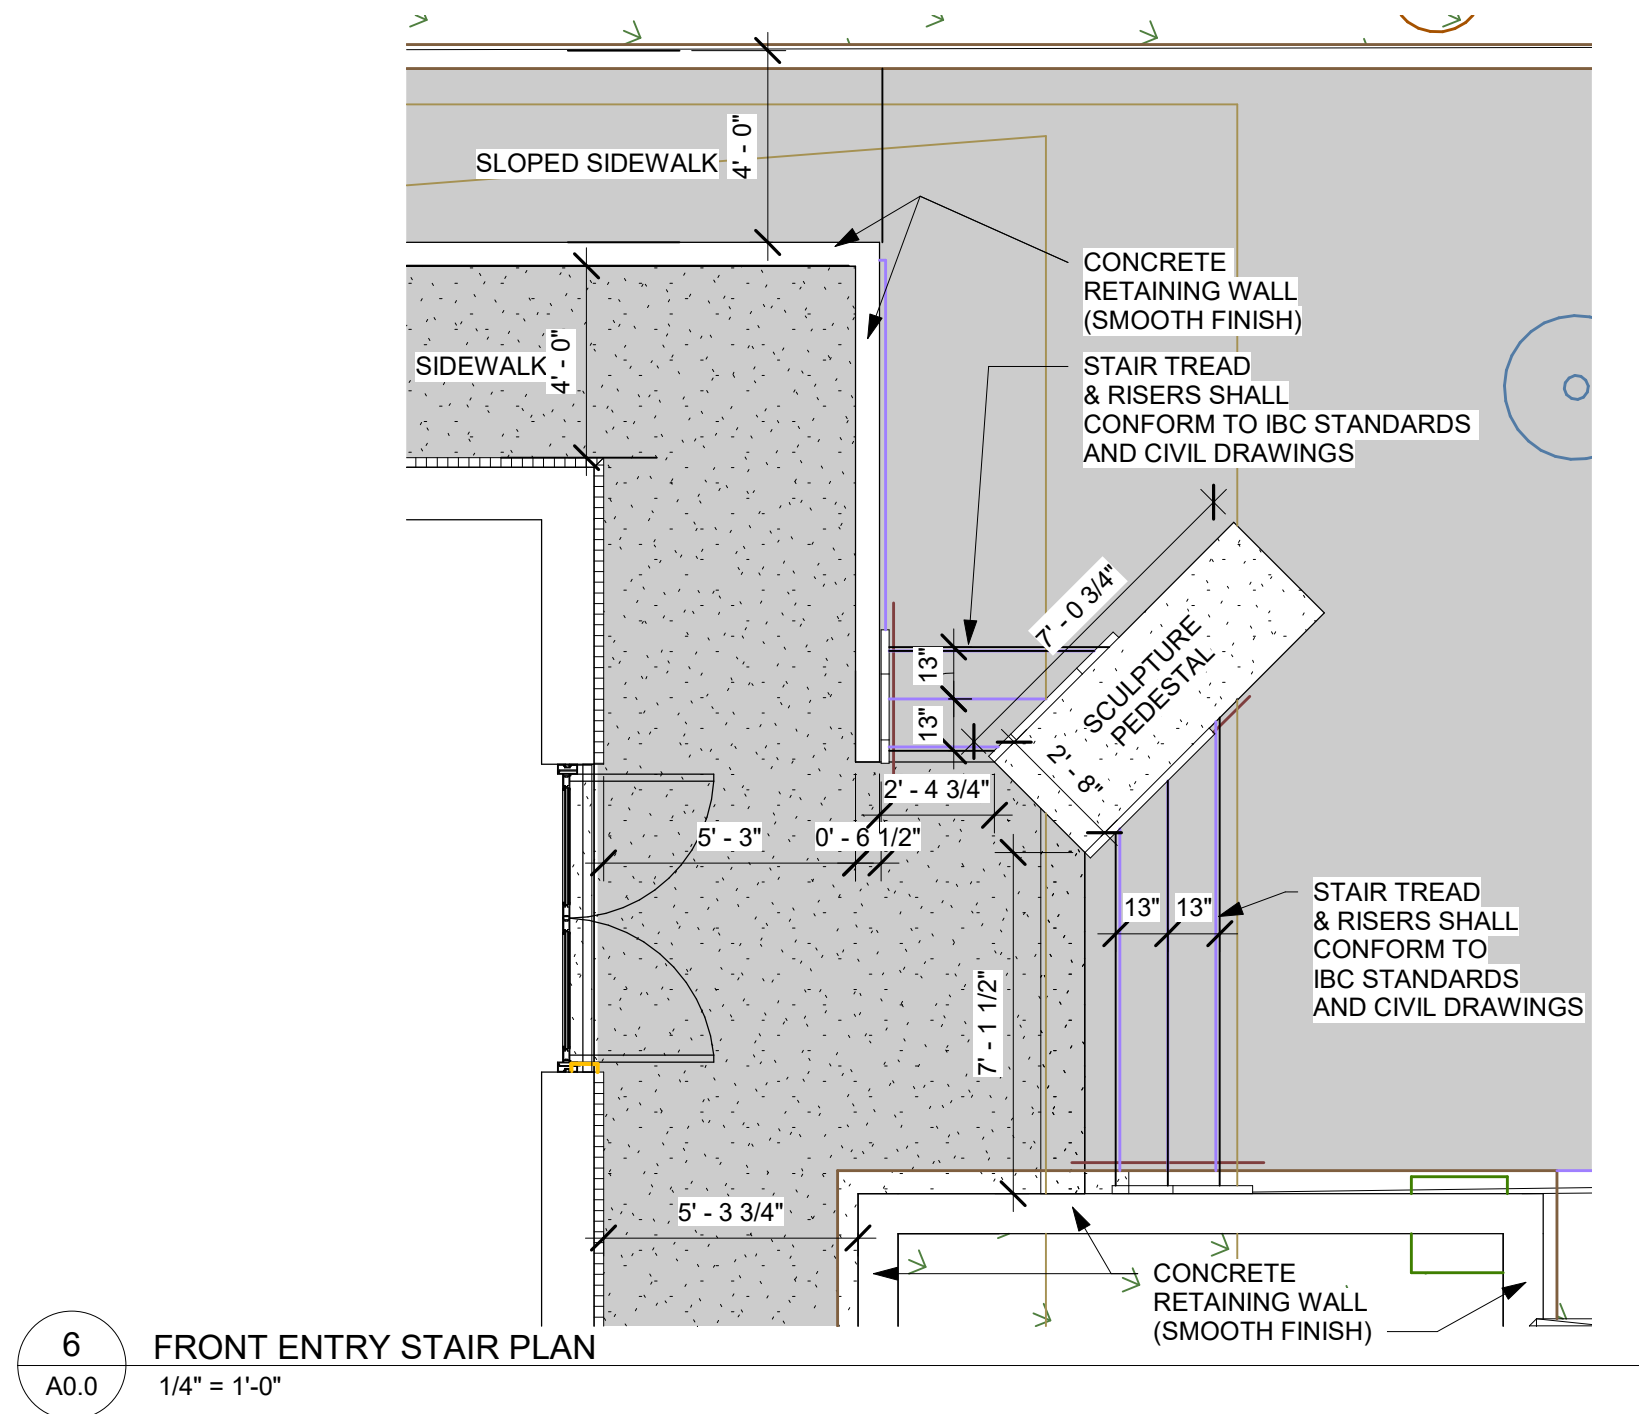 4' - 0"
SLOPED SIDEWALK
CONCRETE
RETAINING WALL
(SMOOTH FINISH)
4' - 0"
SIDEWALK
STAIR TREAD
& RISERS SHALL
CONFORM TO IBC STANDARDS
AND CIVIL DRAWINGS
7' - 0 3/4"
SCULPTURE
PEDESTAL
13"
13"
2' - 8"
2' - 4 3/4"
5' - 3"
0' - 6 1/2"
13"
13"
STAIR TREAD
& RISERS SHALL
CONFORM TO
IBC STANDARDS
AND CIVIL DRAWINGS
7' - 1 1/2"
5' - 3 3/4"
CONCRETE
RETAINING WALL
(SMOOTH FINISH)
6
FRONT ENTRY STAIR PLAN
A0.0
1/4" = 1'-0"